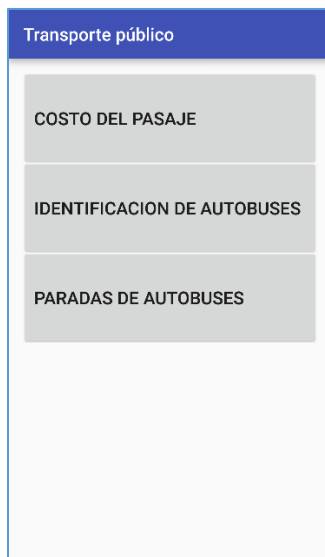 Transporte público
COSTO DEL PASAJE
IDENTIFICACION DE AUTOBUSES
PARADAS DE AUTOBUSES